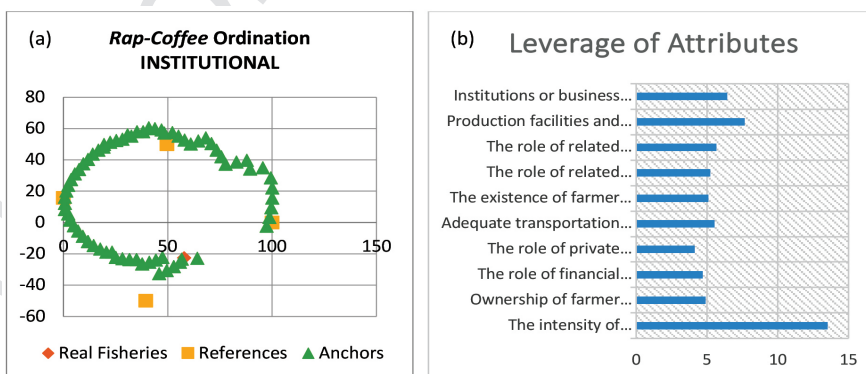 (a)
Rap-Coffee Ordination
INSTITUTIONAL
80
60
40
20
0
-20
-40
-60
0 50 100 150
Real Fisheries References Anchors
(b)
Leverage of Attributes
Institutions or business...
Production facilities and...
The role of related...
The role of related...
The existence of farmer...
Adequate transportation...
The role of private...
The role of financial...
Ownership of farmer...
The intensity of...
0 5 10 15